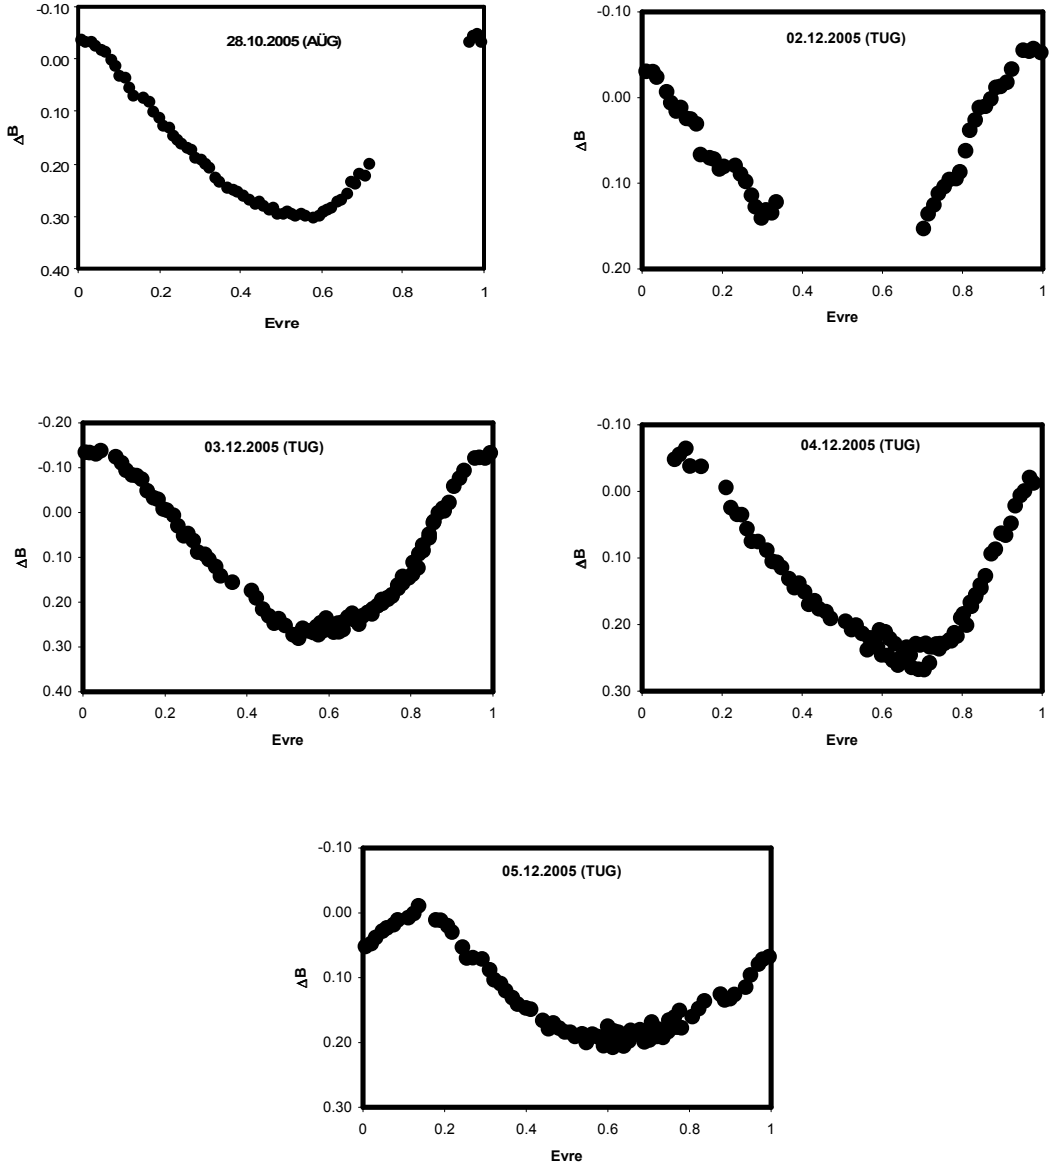 28.10.2005 (AÜG)
-0.10
0.00
0.10
0.20
0.30
0.40
ΔB
0 0.2 0.4 0.6 0.8 1
Evre
02.12.2005 (TUG)
-0.10
0.00
0.10
0.20
ΔB
0 0.2 0.4 0.6 0.8 1
Evre
03.12.2005 (TUG)
-0.20
-0.10
0.00
0.10
0.20
0.30
0.40
ΔB
0 0.2 0.4 0.6 0.8 1
Evre
04.12.2005 (TUG)
-0.10
0.00
0.10
0.20
0.30
ΔB
0 0.2 0.4 0.6 0.8 1
Evre
05.12.2005 (TUG)
-0.10
0.00
0.10
0.20
0.30
ΔB
0 0.2 0.4 0.6 0.8 1
Evre